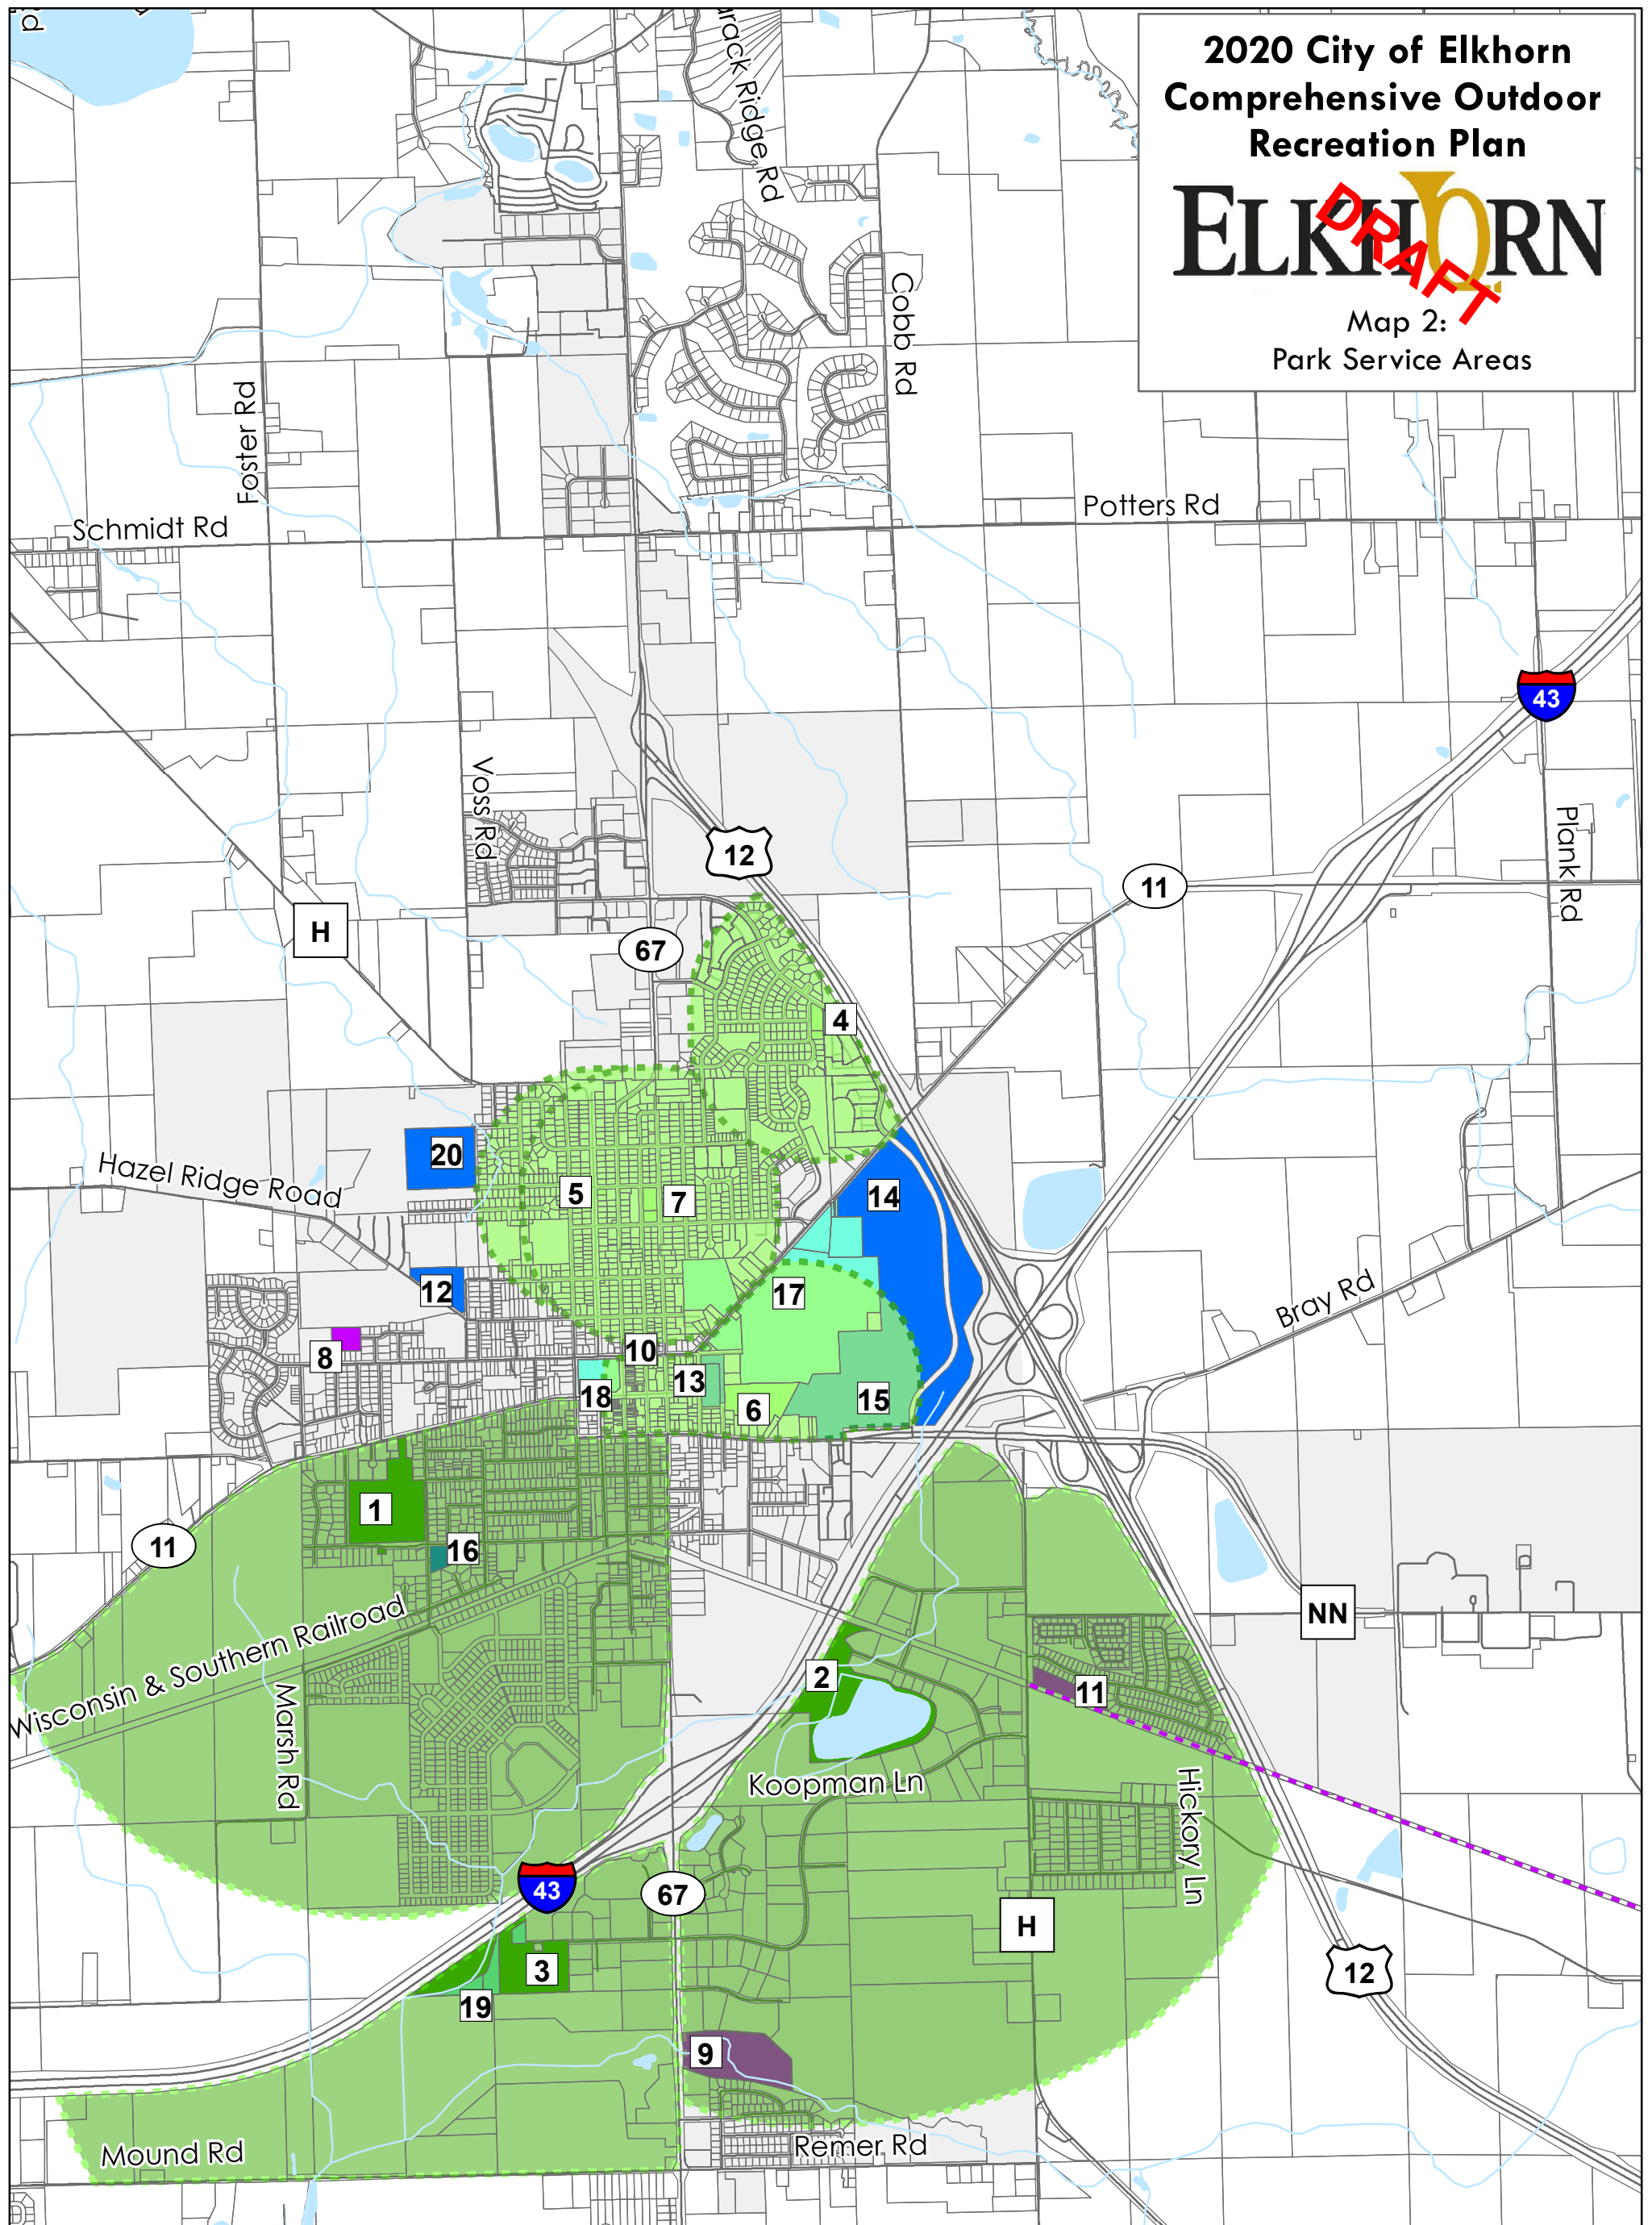 2020 City of Elkhorn
Comprehensive Outdoor
Recreation Plan
ELKHORN
DRAFT
Map 2:
Park Service Areas
rack Ridge Rd
Cobb Rd
Foster Rd
Schmidt Rd
Potters Rd
43
Voss Rd
12
11
Plank Rd
H
67
4
Hazel Ridge Road
20
5
7
14
12
17
Bray Rd
8
10
18
13
6
15
1
16
11
Wisconsin & Southern Railroad
NN
2
11
Marsh Rd
Koopman Ln
Hickory Ln
43
67
H
3
12
19
9
Mound Rd
Remer Rd